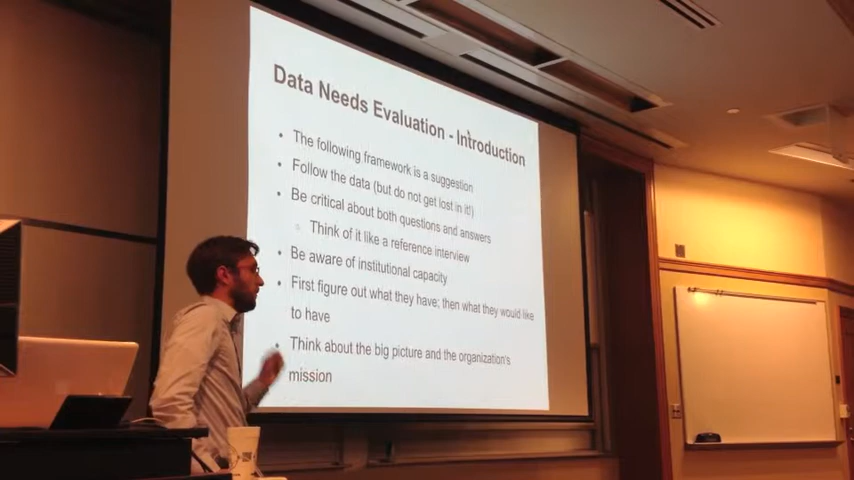 Data Needs Evaluation - Introduction
• The following framework is a suggestion
• Follow the data (but do not get lost in it!)
• Be critical about both questions and answers
○ Think of it like a reference interview
• Be aware of institutional capacity
• First figure out what they have; then what they would like
to have
• Think about the big picture and the organization's
mission